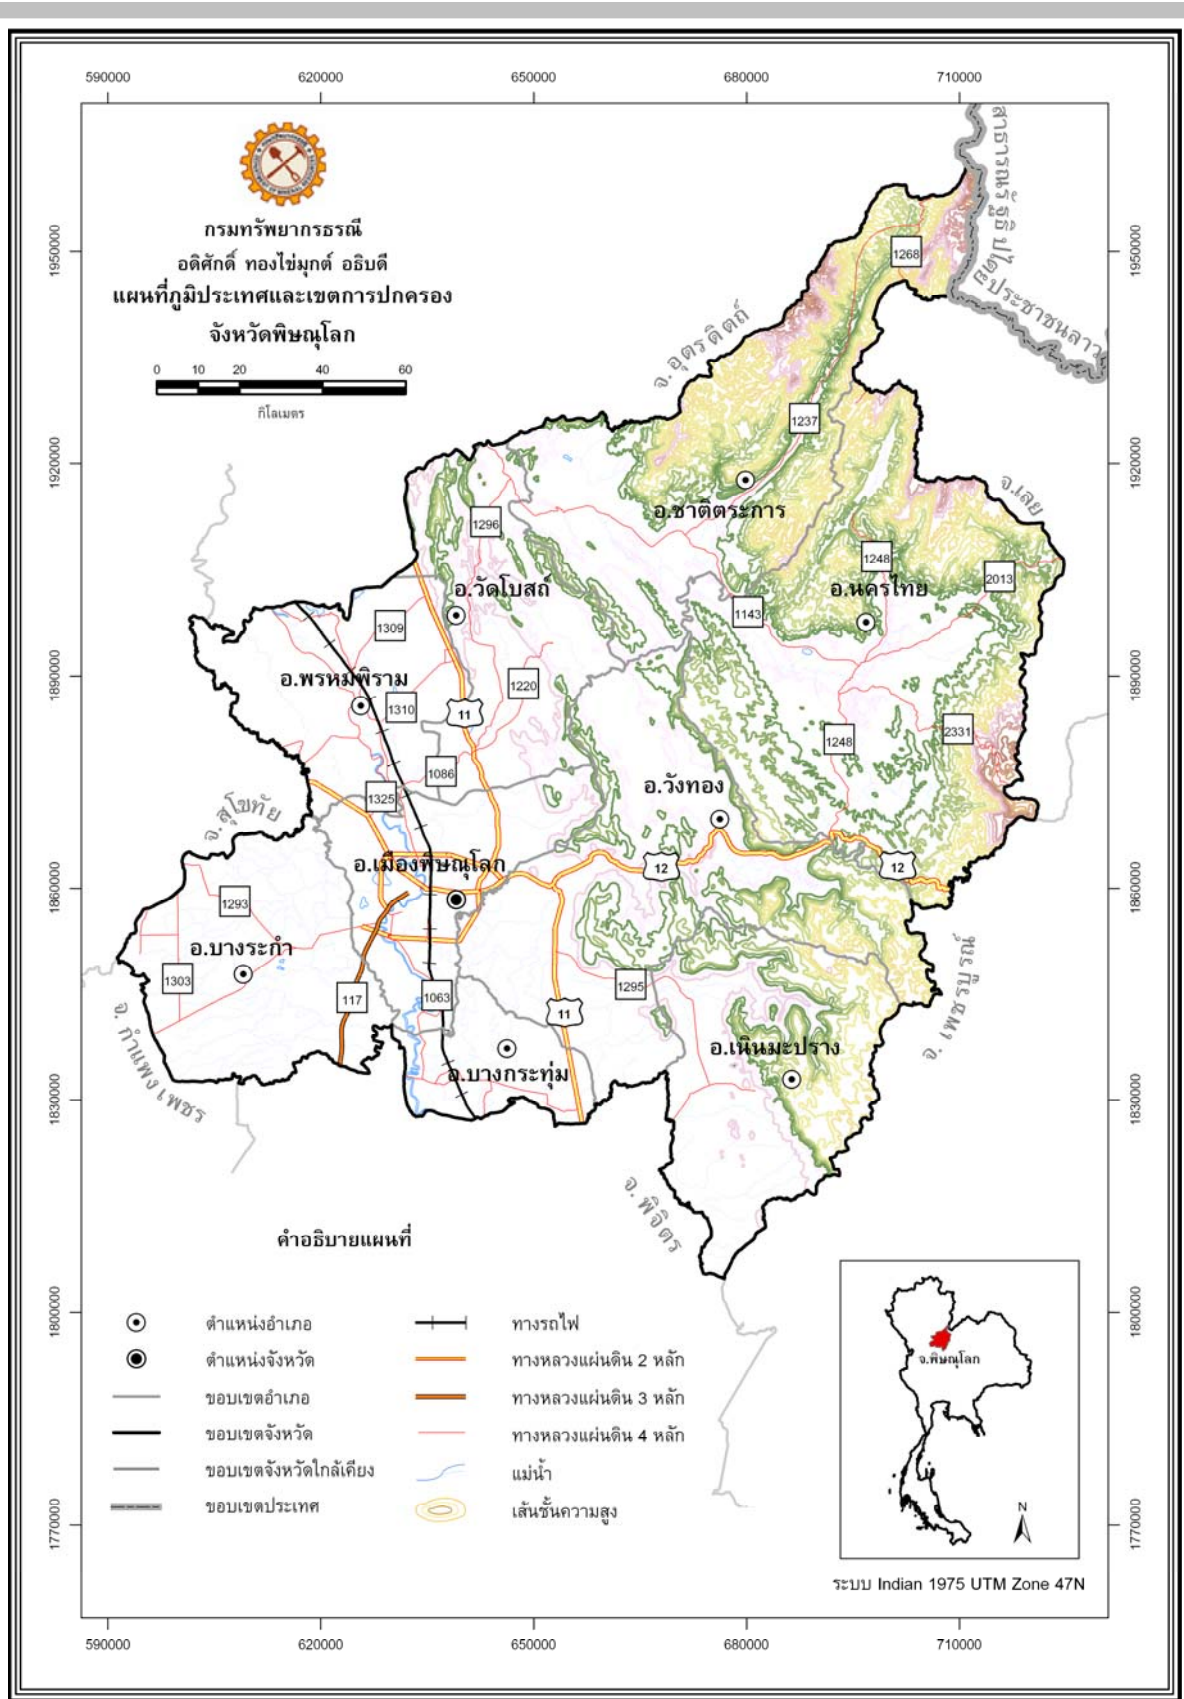 590000
620000
650000
680000
710000
กรมทรัพยากรธรณี
อดิศักดิ์ ทองไข่มุกต์ อธิบดี
แผนที่ภูมิประเทศและเขตการปกครอง
จังหวัดพิษณุโลก
0 10 20 40 60
กิโลเมตร
1950000
1920000
1890000
1860000
1830000
1800000
1770000
1950000
1920000
1890000
1860000
1830000
1800000
1770000
สาธารณรัฐธิปไตยประชาชนลาว
จ.อุตรดิตถ์
จ.เลย
จ.สุโขทัย
จ. กำแพงเพชร
จ. พิจิตร
จ. เพชรบูรณ์
1268
1237
อ.ชาติตระการ
1296
1248
2013
อ.วัดโบสถ์
อ.นครไทย
1309
1143
อ.พรหมพิราม
1220
1310
11
1248
2331
1086
1325
อ.วังทอง
อ.เมืองพิษณุโลก
12
12
1293
อ.บางระกำ
1303
117
1063
1295
11
อ.เนินมะปราง
อ.บางกระทุ่ม
คำอธิบายแผนที่
ตำแหน่งอำเภอ
ตำแหน่งจังหวัด
ขอบเขตอำเภอ
ขอบเขตจังหวัด
ขอบเขตจังหวัดใกล้เคียง
ขอบเขตประเทศ
ทางรถไฟ
ทางหลวงแผ่นดิน 2 หลัก
ทางหลวงแผ่นดิน 3 หลัก
ทางหลวงแผ่นดิน 4 หลัก
แม่น้ำ
เส้นชั้นความสูง
จ.พิษณุโลก
N
ระบบ Indian 1975 UTM Zone 47N
590000
620000
650000
680000
710000